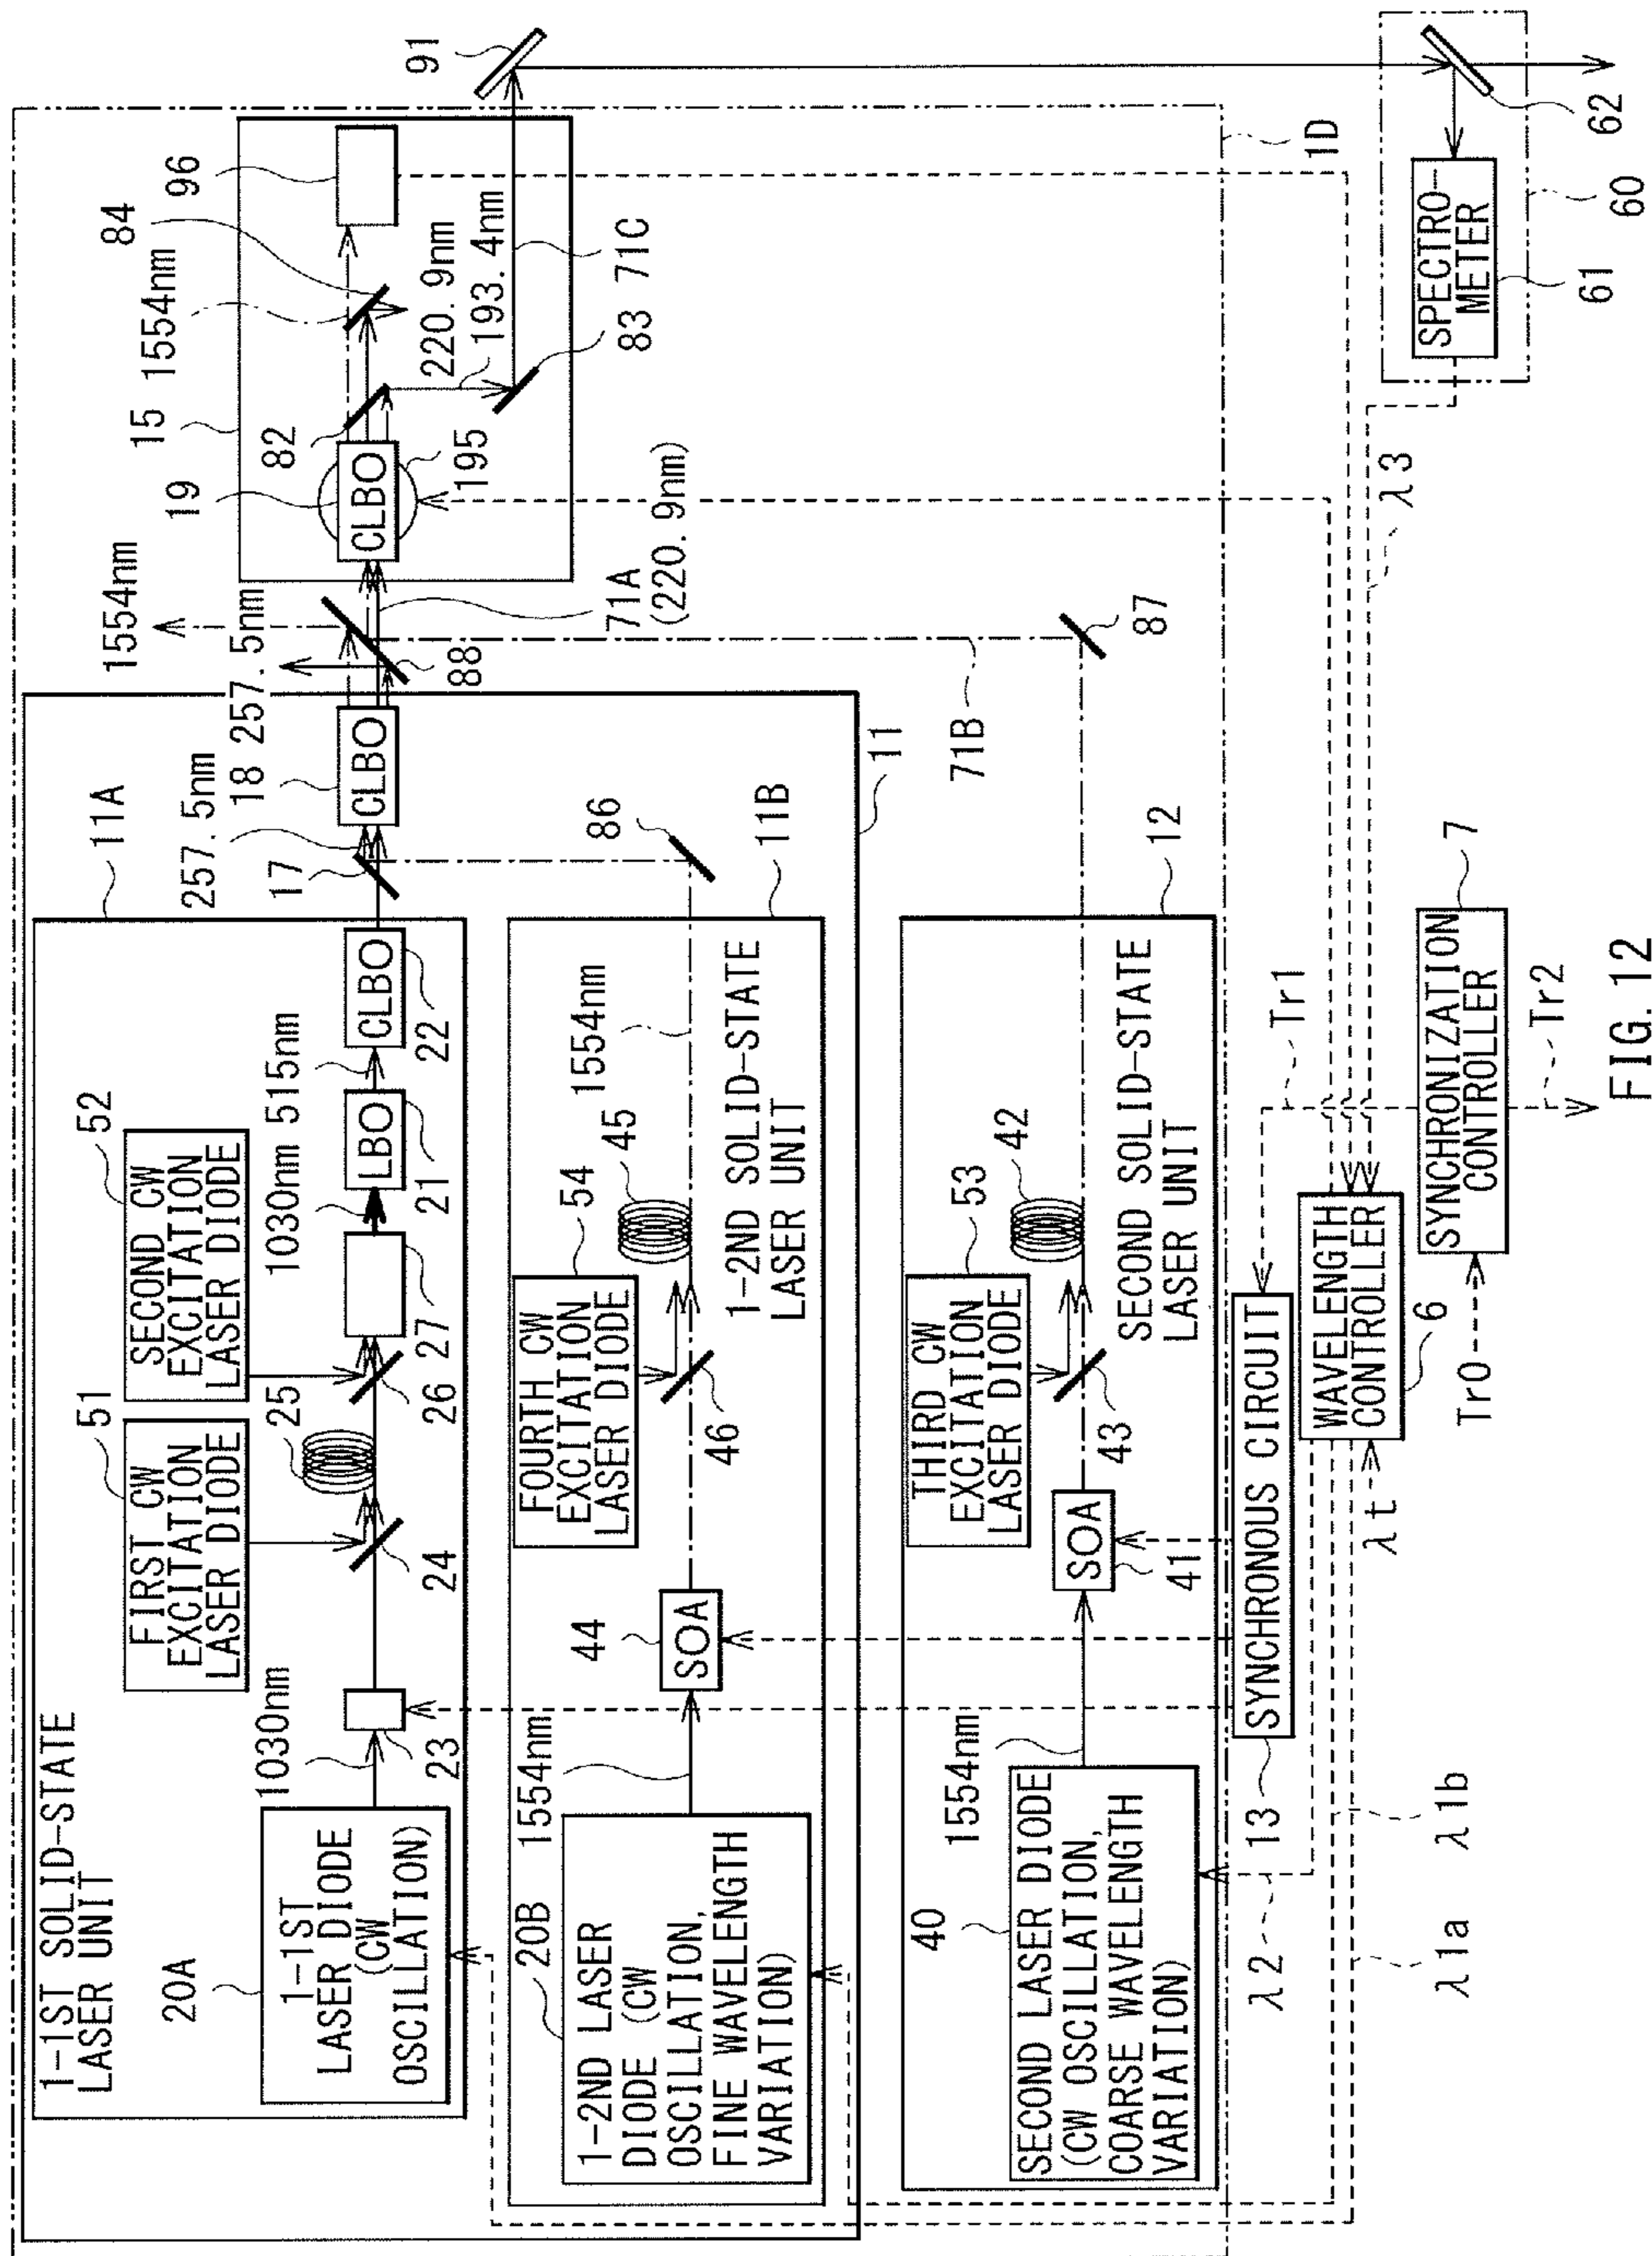 1-1ST SOLID-STATE
LASER UNIT
11A
20A
1-1ST
LASER DIODE
(CW
OSCILLATION)
1030nm
23
51
FIRST CW
EXCITATION
LASER DIODE
24
25
52
SECOND CW
EXCITATION
LASER DIODE
26
27
1030nm
515nm
LBO
21
CLBO
22
257.5nm
17
18
CLBO
257.5nm
1554nm
88
71A
(220.9nm)
15
19
CLBO
195
82
1554nm
84
96
220.9nm
193.4nm
83
71C
91
20B
1-2ND LASER
DIODE (CW
OSCILLATION,
FINE WAVELENGTH
VARIATION)
1554nm
44
SOA
FOURTH CW
EXCITATION
LASER DIODE
54
46
45
1554nm
1-2ND SOLID-STATE
LASER UNIT
11B
86
11
40
SECOND LASER DIODE
(CW OSCILLATION,
COARSE WAVELENGTH
VARIATION)
1554nm
SOA
41
THIRD CW
EXCITATION
LASER DIODE
53
43
42
SECOND SOLID-STATE
LASER UNIT
12
71B
87
1D
SYNCHRONOUS CIRCUIT
13
λ2
λ1b
λ1a
WAVELENGTH
CONTROLLER
6
λt
Tr1
Tr0
SYNCHRONIZATION
CONTROLLER
7
Tr2
λ3
SPECTRO-
METER
61
60
62
FIG. 12